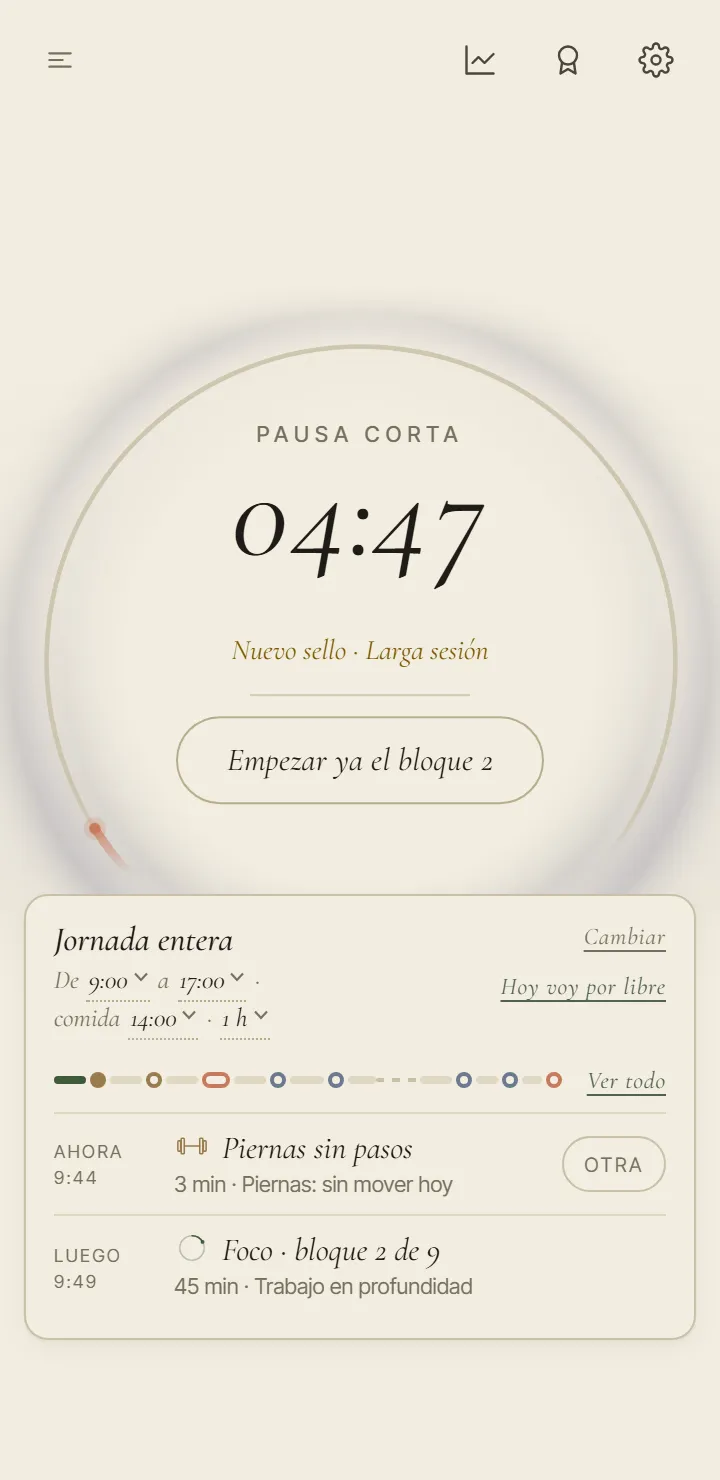 PAUSA CORTA
04:47
Nuevo sello · Larga sesión
Empezar ya el bloque 2
Jornada entera
Cambiar
De 9:00 a 17:00 ·
Hoy voy por libre
comida 14:00 · 1 h
Ver todo
AHORA
9:44
Piernas sin pasos
3 min · Piernas: sin mover hoy
OTRA
LUEGO
9:49
Foco · bloque 2 de 9
45 min · Trabajo en profundidad